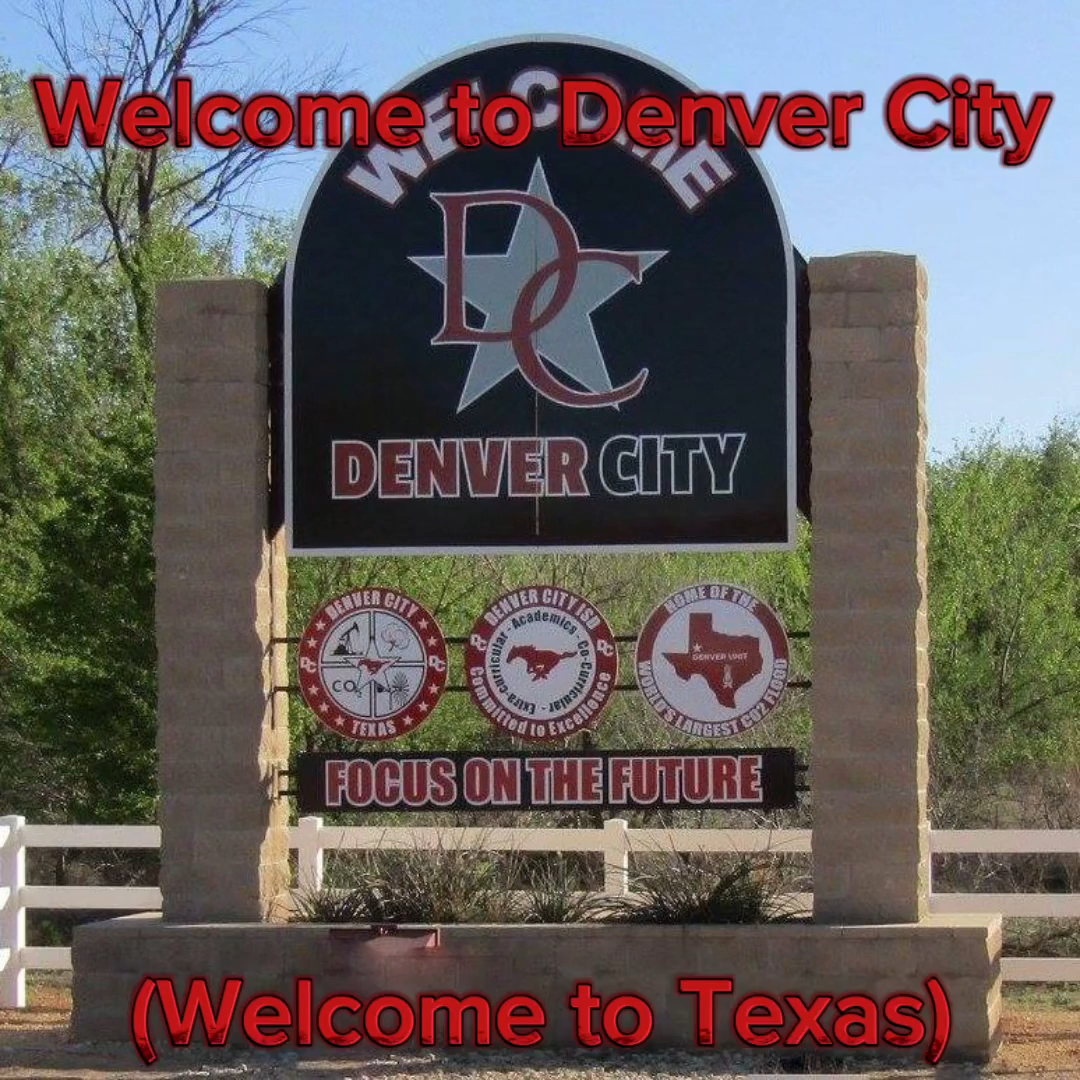 Welcome to Denver City
WELCOME
DC
DENVER CITY
DENVER CITY
DC
DC
CO2
TEXAS
DENVER CITY ISD
DC
DC
Academics - Co-Curricular - Extra-curricular -
Committed to Excellence
HOME OF THE
DENVER UNIT
WORLD'S LARGEST CO2 FLOOD
FOCUS ON THE FUTURE
(Welcome to Texas)